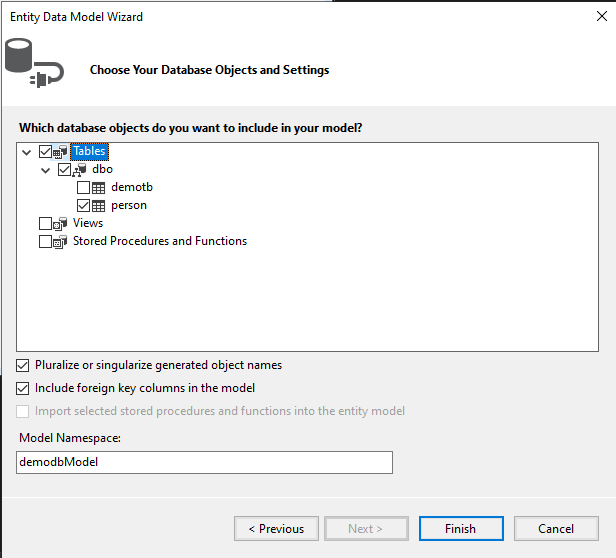 Entity Data Model Wizard
Choose Your Database Objects and Settings
Which database objects do you want to include in your model?
Tables
dbo
demotb
person
Views
Stored Procedures and Functions
Pluralize or singularize generated object names
Include foreign key columns in the model
Import selected stored procedures and functions into the entity model
Model Namespace:
demodbModel
< Previous Next > Finish Cancel